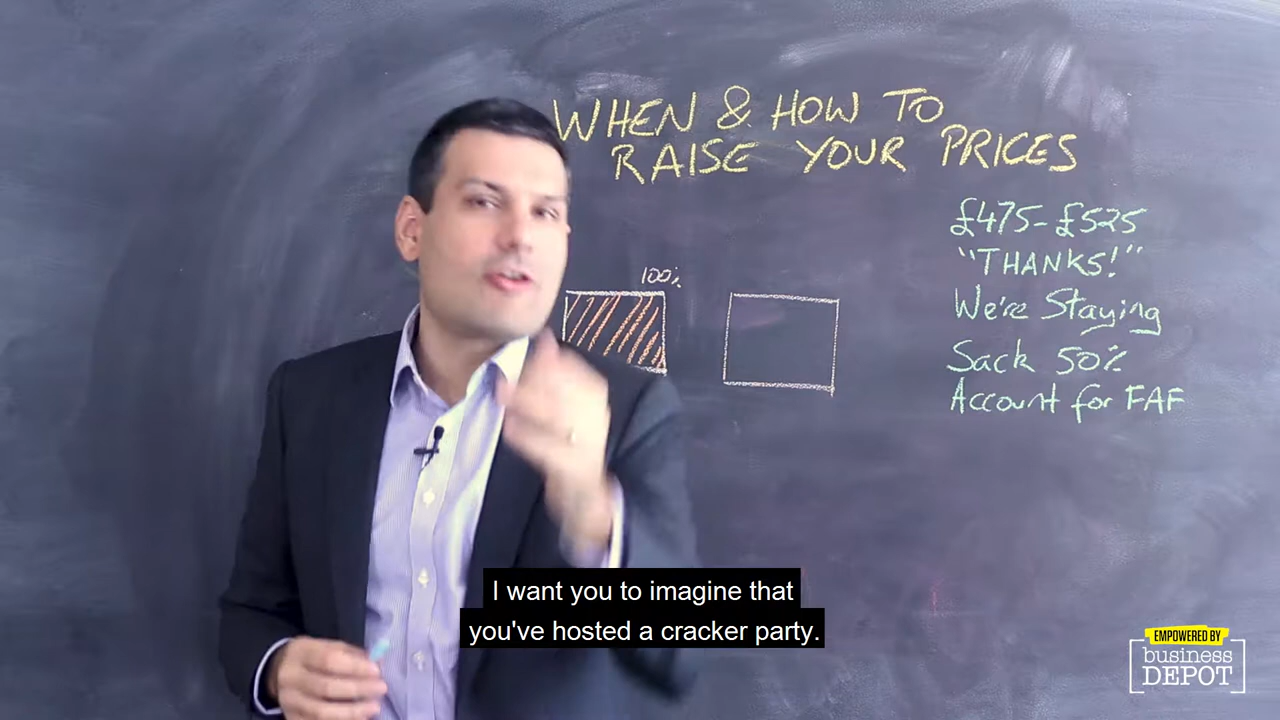 WHEN & HOW TO
RAISE YOUR PRICES
£475-£525
"THANKS!"
We're Staying
Sack 50%
Account for FAF
100%
I want you to imagine that
you've hosted a cracker party.
EMPOWERED BY
business
DEPOT